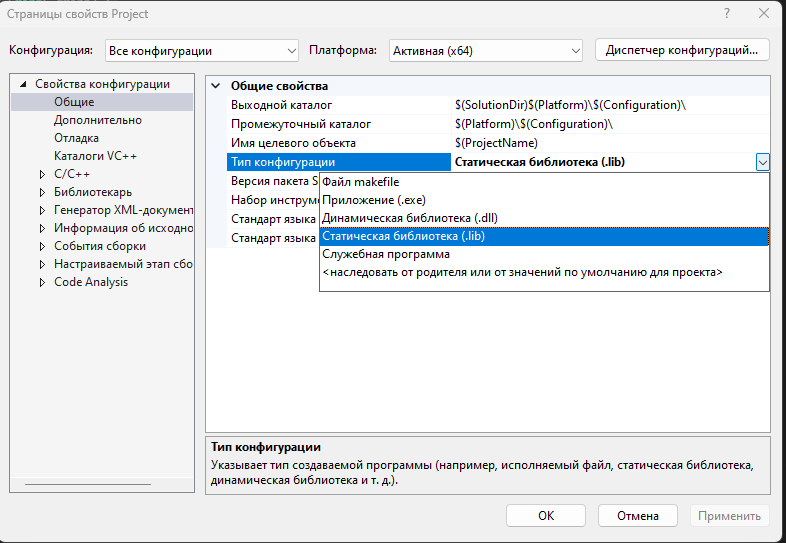 Страницы свойств Project
?
Конфигурация: Все конфигурации Платформа: Активная (x64) Диспетчер конфигураций...
Свойства конфигурации
Общие
Дополнительно
Отладка
Каталоги VC++
C/C++
Библиотекарь
Генератор XML-документ
Информация об исходно
События сборки
Настраиваемый этап сбо
Code Analysis
Общие свойства
Выходной каталог $(SolutionDir)$(Platform)\$(Configuration)\
Промежуточный каталог $(Platform)\$(Configuration)\
Имя целевого объекта $(ProjectName)
Тип конфигурации Статическая библиотека (.lib)
Версия пакета S
Набор инструме
Стандарт языка
Стандарт языка
Файл makefile
Приложение (.exe)
Динамическая библиотека (.dll)
Статическая библиотека (.lib)
Служебная программа
<наследовать от родителя или от значений по умолчанию для проекта>
Тип конфигурации
Указывает тип создаваемой программы (например, исполняемый файл, статическая библиотека,
динамическая библиотека и т. д.).
ОК Отмена Применить